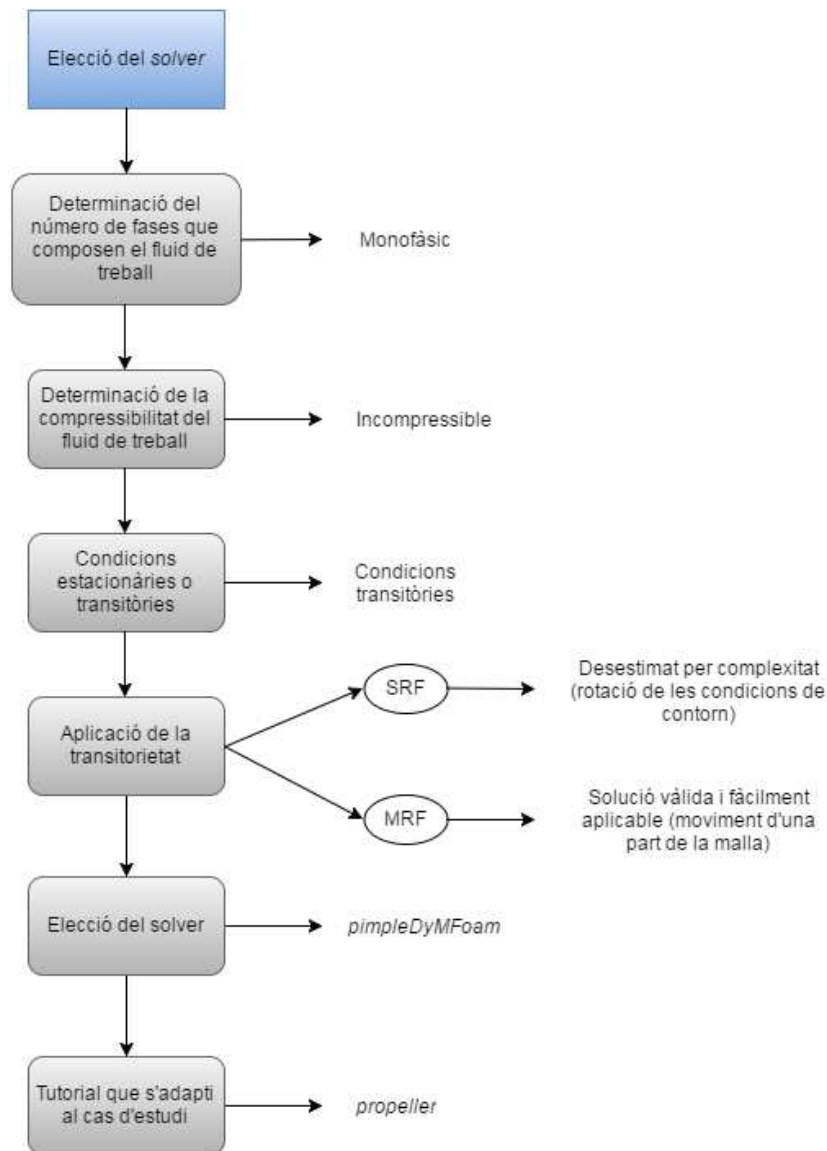 Elecció del solver
Determinació del
número de fases que
composen el fluid de
treball
Monofàsic
Determinació de la
compressibilitat del
fluid de treball
Incompressible
Condicions
estacionáries o
transitòries
Condicions
transitòries
Aplicació de la
transitorietat
SRF
Desestimat per complexitat
(rotació de les condicions de
contorn)
MRF
Solució vàlida i fàcilment
aplicable (moviment d'una
part de la malla)
Elecció del solver
pimpleDyMFoam
Tutorial que s'adapti
al cas d'estudi
propeller